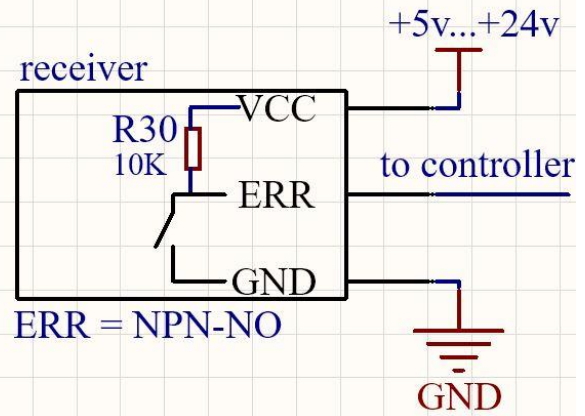 +5v...+24v
receiver
VCC
R30
10K
to controller
ERR
GND
ERR = NPN-NO
GND